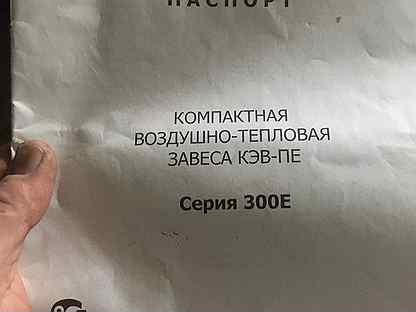 ПАСПОРТ
КОМПАКТНАЯ
ВОЗДУШНО-ТЕПЛОВАЯ
ЗАВЕСА КЭВ-ПЕ
Серия 300Е